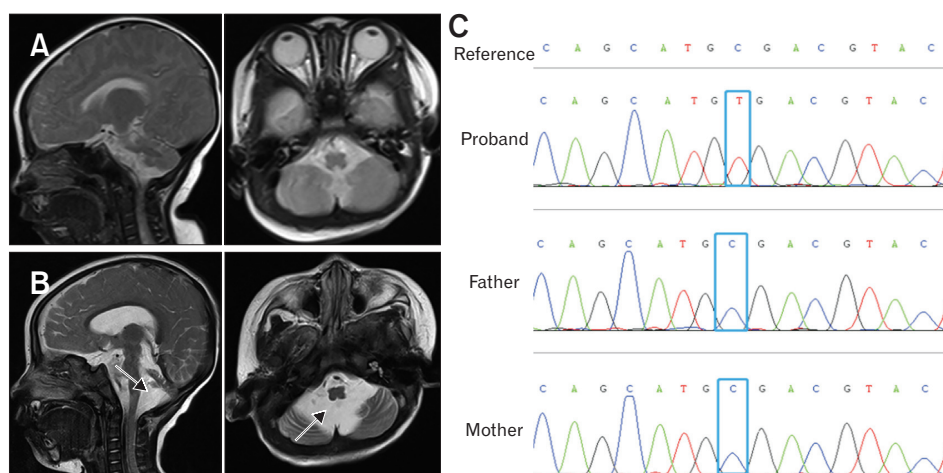 A
B
C
Reference
C A G C A T G C G A C G T A C
Proband
C A G C A T G T G A C G T A C
Father
C A G C A T G C G A C G T A C
Mother
C A G C A T G C G A C G T A C